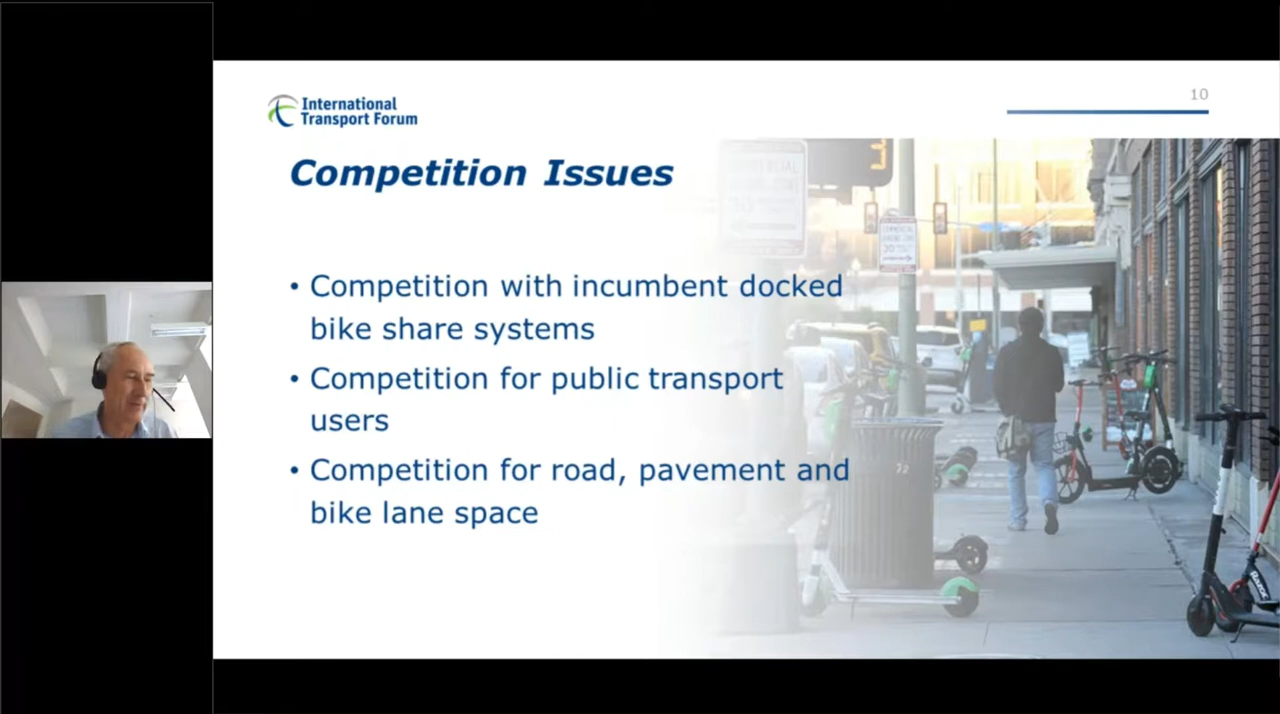 International
Transport Forum
10
Competition Issues
• Competition with incumbent docked
bike share systems
• Competition for public transport
users
• Competition for road, pavement and
bike lane space